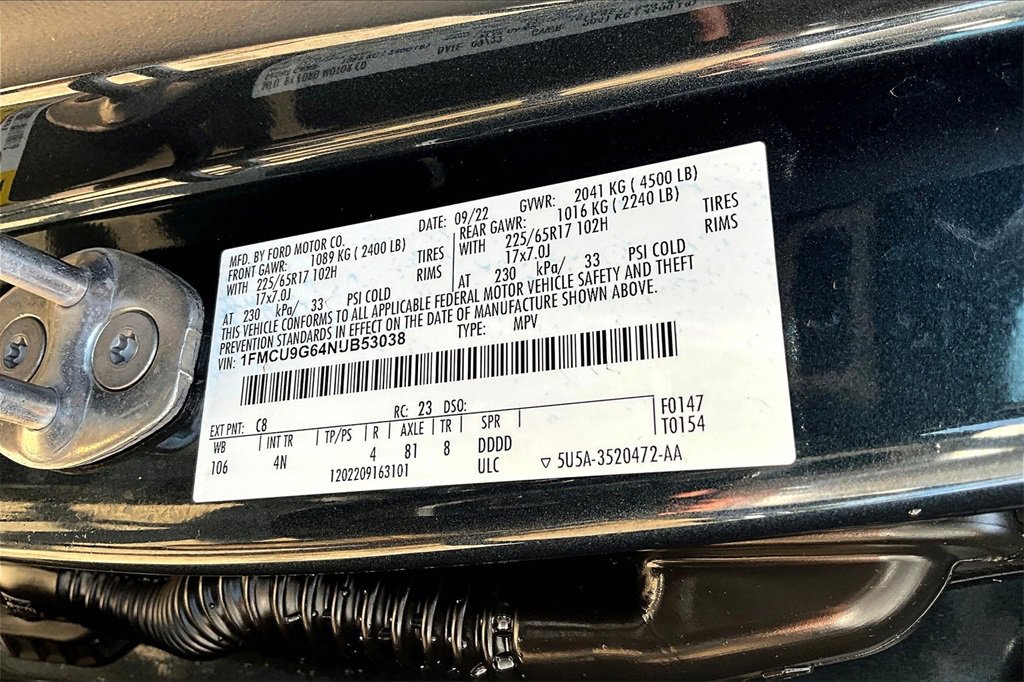 MFD. BY FORD MOTOR CO.
DATE: 09/22
GVWR: 2041 KG ( 4500 LB)
FRONT GAWR: 1089 KG ( 2400 LB)
REAR GAWR: 1016 KG ( 2240 LB)
WITH 225/65R17 102H TIRES
WITH 225/65R17 102H TIRES
17x7.0J RIMS
17x7.0J RIMS
AT 230 kPa/ 33 PSI COLD
AT 230 kPa/ 33 PSI COLD
THIS VEHICLE CONFORMS TO ALL APPLICABLE FEDERAL MOTOR VEHICLE SAFETY AND THEFT
PREVENTION STANDARDS IN EFFECT ON THE DATE OF MANUFACTURE SHOWN ABOVE.
VIN: 1FMCU9G64NUB53038 TYPE: MPV
EXT PNT: C8 RC: 23 DSO: F0147
WB INT TR TP/PS R AXLE TR SPR T0154
106 4N 4 81 8 DDDD
1202209163101 ULC ▽ 5U5A-3520472-AA